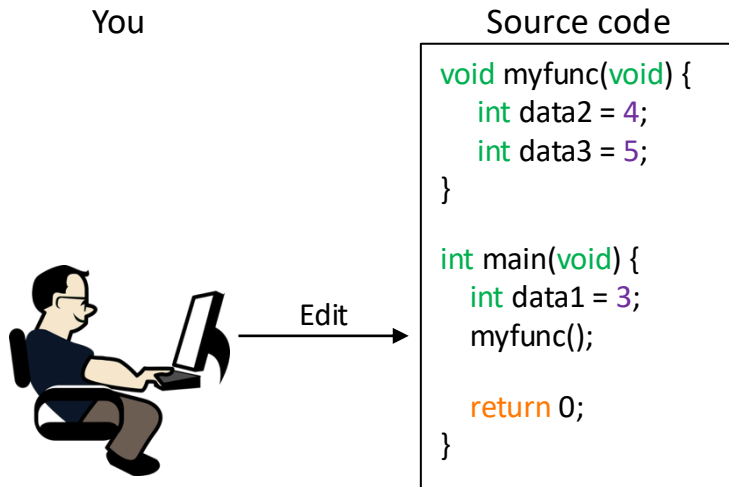 You
Source code
void myfunc(void) {
int data2 = 4;
int data3 = 5;
}
int main(void) {
int data1 = 3;
myfunc();
return 0;
}
Edit